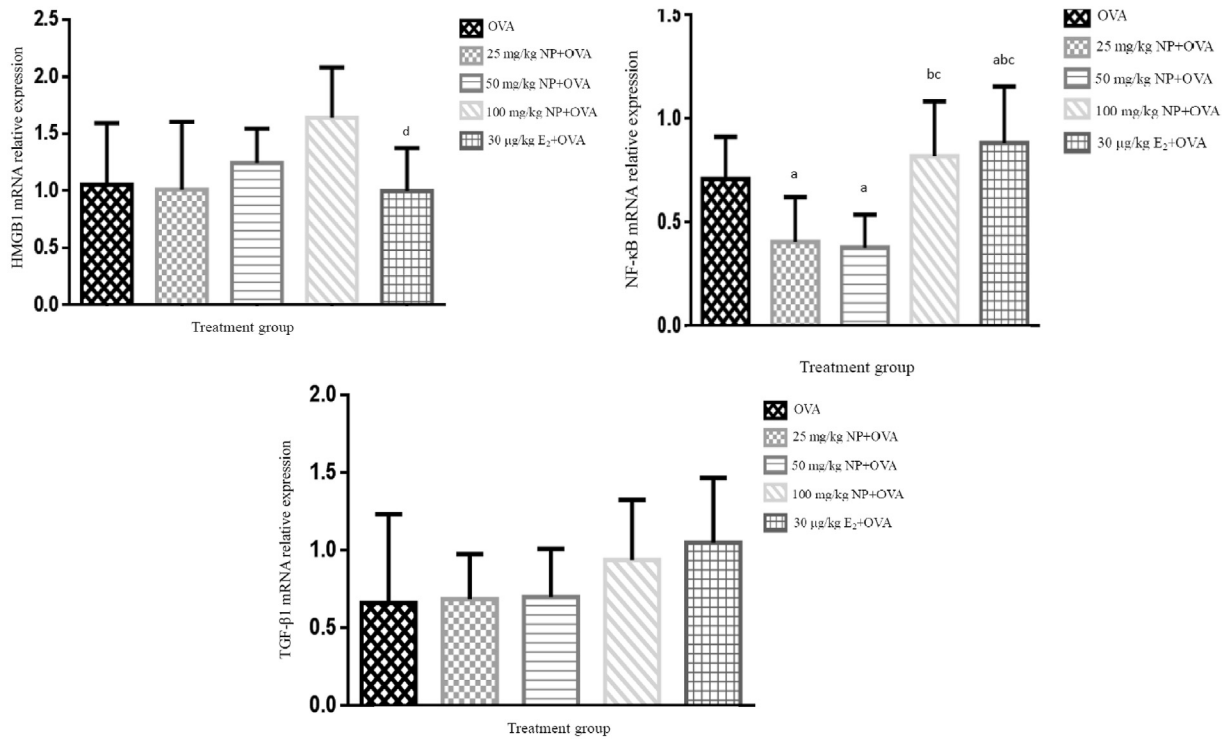 HMGB1 mRNA relative expression
2.5
2.0
1.5
1.0
0.5
0.0
d
Treatment group
OVA
25 mg/kg NP+OVA
50 mg/kg NP+OVA
100 mg/kg NP+OVA
30 μg/kg E₂+OVA
NF-κB mRNA relative expression
1.5
1.0
0.5
0.0
a
a
bc
abc
Treatment group
OVA
25 mg/kg NP+OVA
50 mg/kg NP+OVA
100 mg/kg NP+OVA
30 μg/kg E₂+OVA
TGF-β1 mRNA relative expression
2.0
1.5
1.0
0.5
0.0
Treatment group
OVA
25 mg/kg NP+OVA
50 mg/kg NP+OVA
100 mg/kg NP+OVA
30 μg/kg E₂+OVA